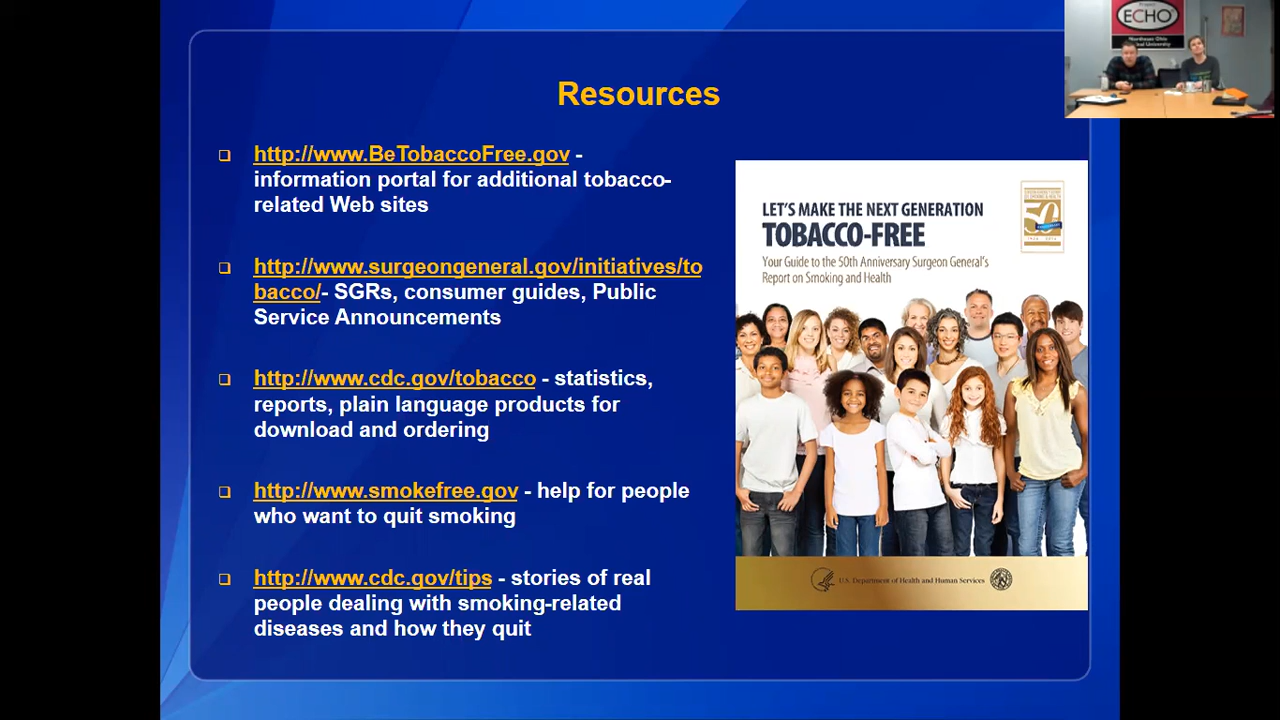 Resources
http://www.BeTobaccoFree.gov -
information portal for additional tobacco-
related Web sites
http://www.surgeongeneral.gov/initiatives/to
bacco/- SGRs, consumer guides, Public
Service Announcements
http://www.cdc.gov/tobacco - statistics,
reports, plain language products for
download and ordering
http://www.smokefree.gov - help for people
who want to quit smoking
http://www.cdc.gov/tips - stories of real
people dealing with smoking-related
diseases and how they quit
LET'S MAKE THE NEXT GENERATION
TOBACCO-FREE
Your Guide to the 50th Anniversary Surgeon General's
Report on Smoking and Health
50
U.S. Department of Health and Human Services
ECHO
Northeast Ohio
University